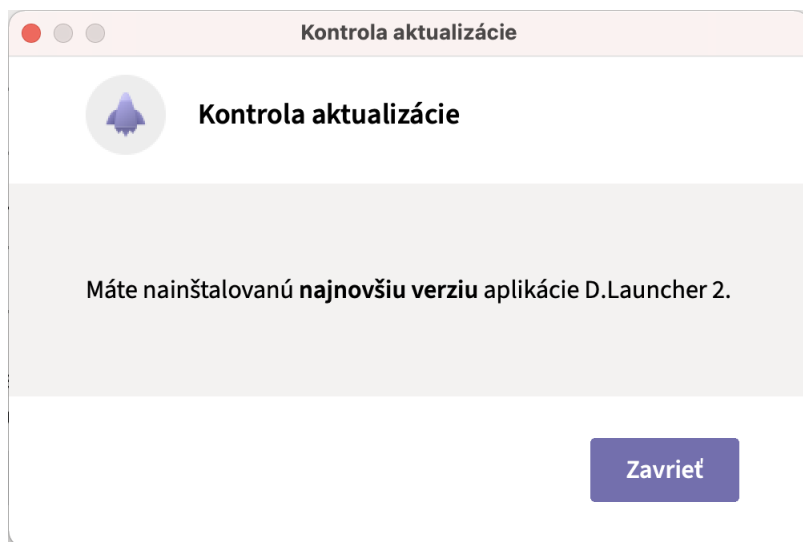 Kontrola aktualizácie
Kontrola aktualizácie
Máte nainštalovanú najnovšiu verziu aplikácie D.Launcher 2.
Zavrieť